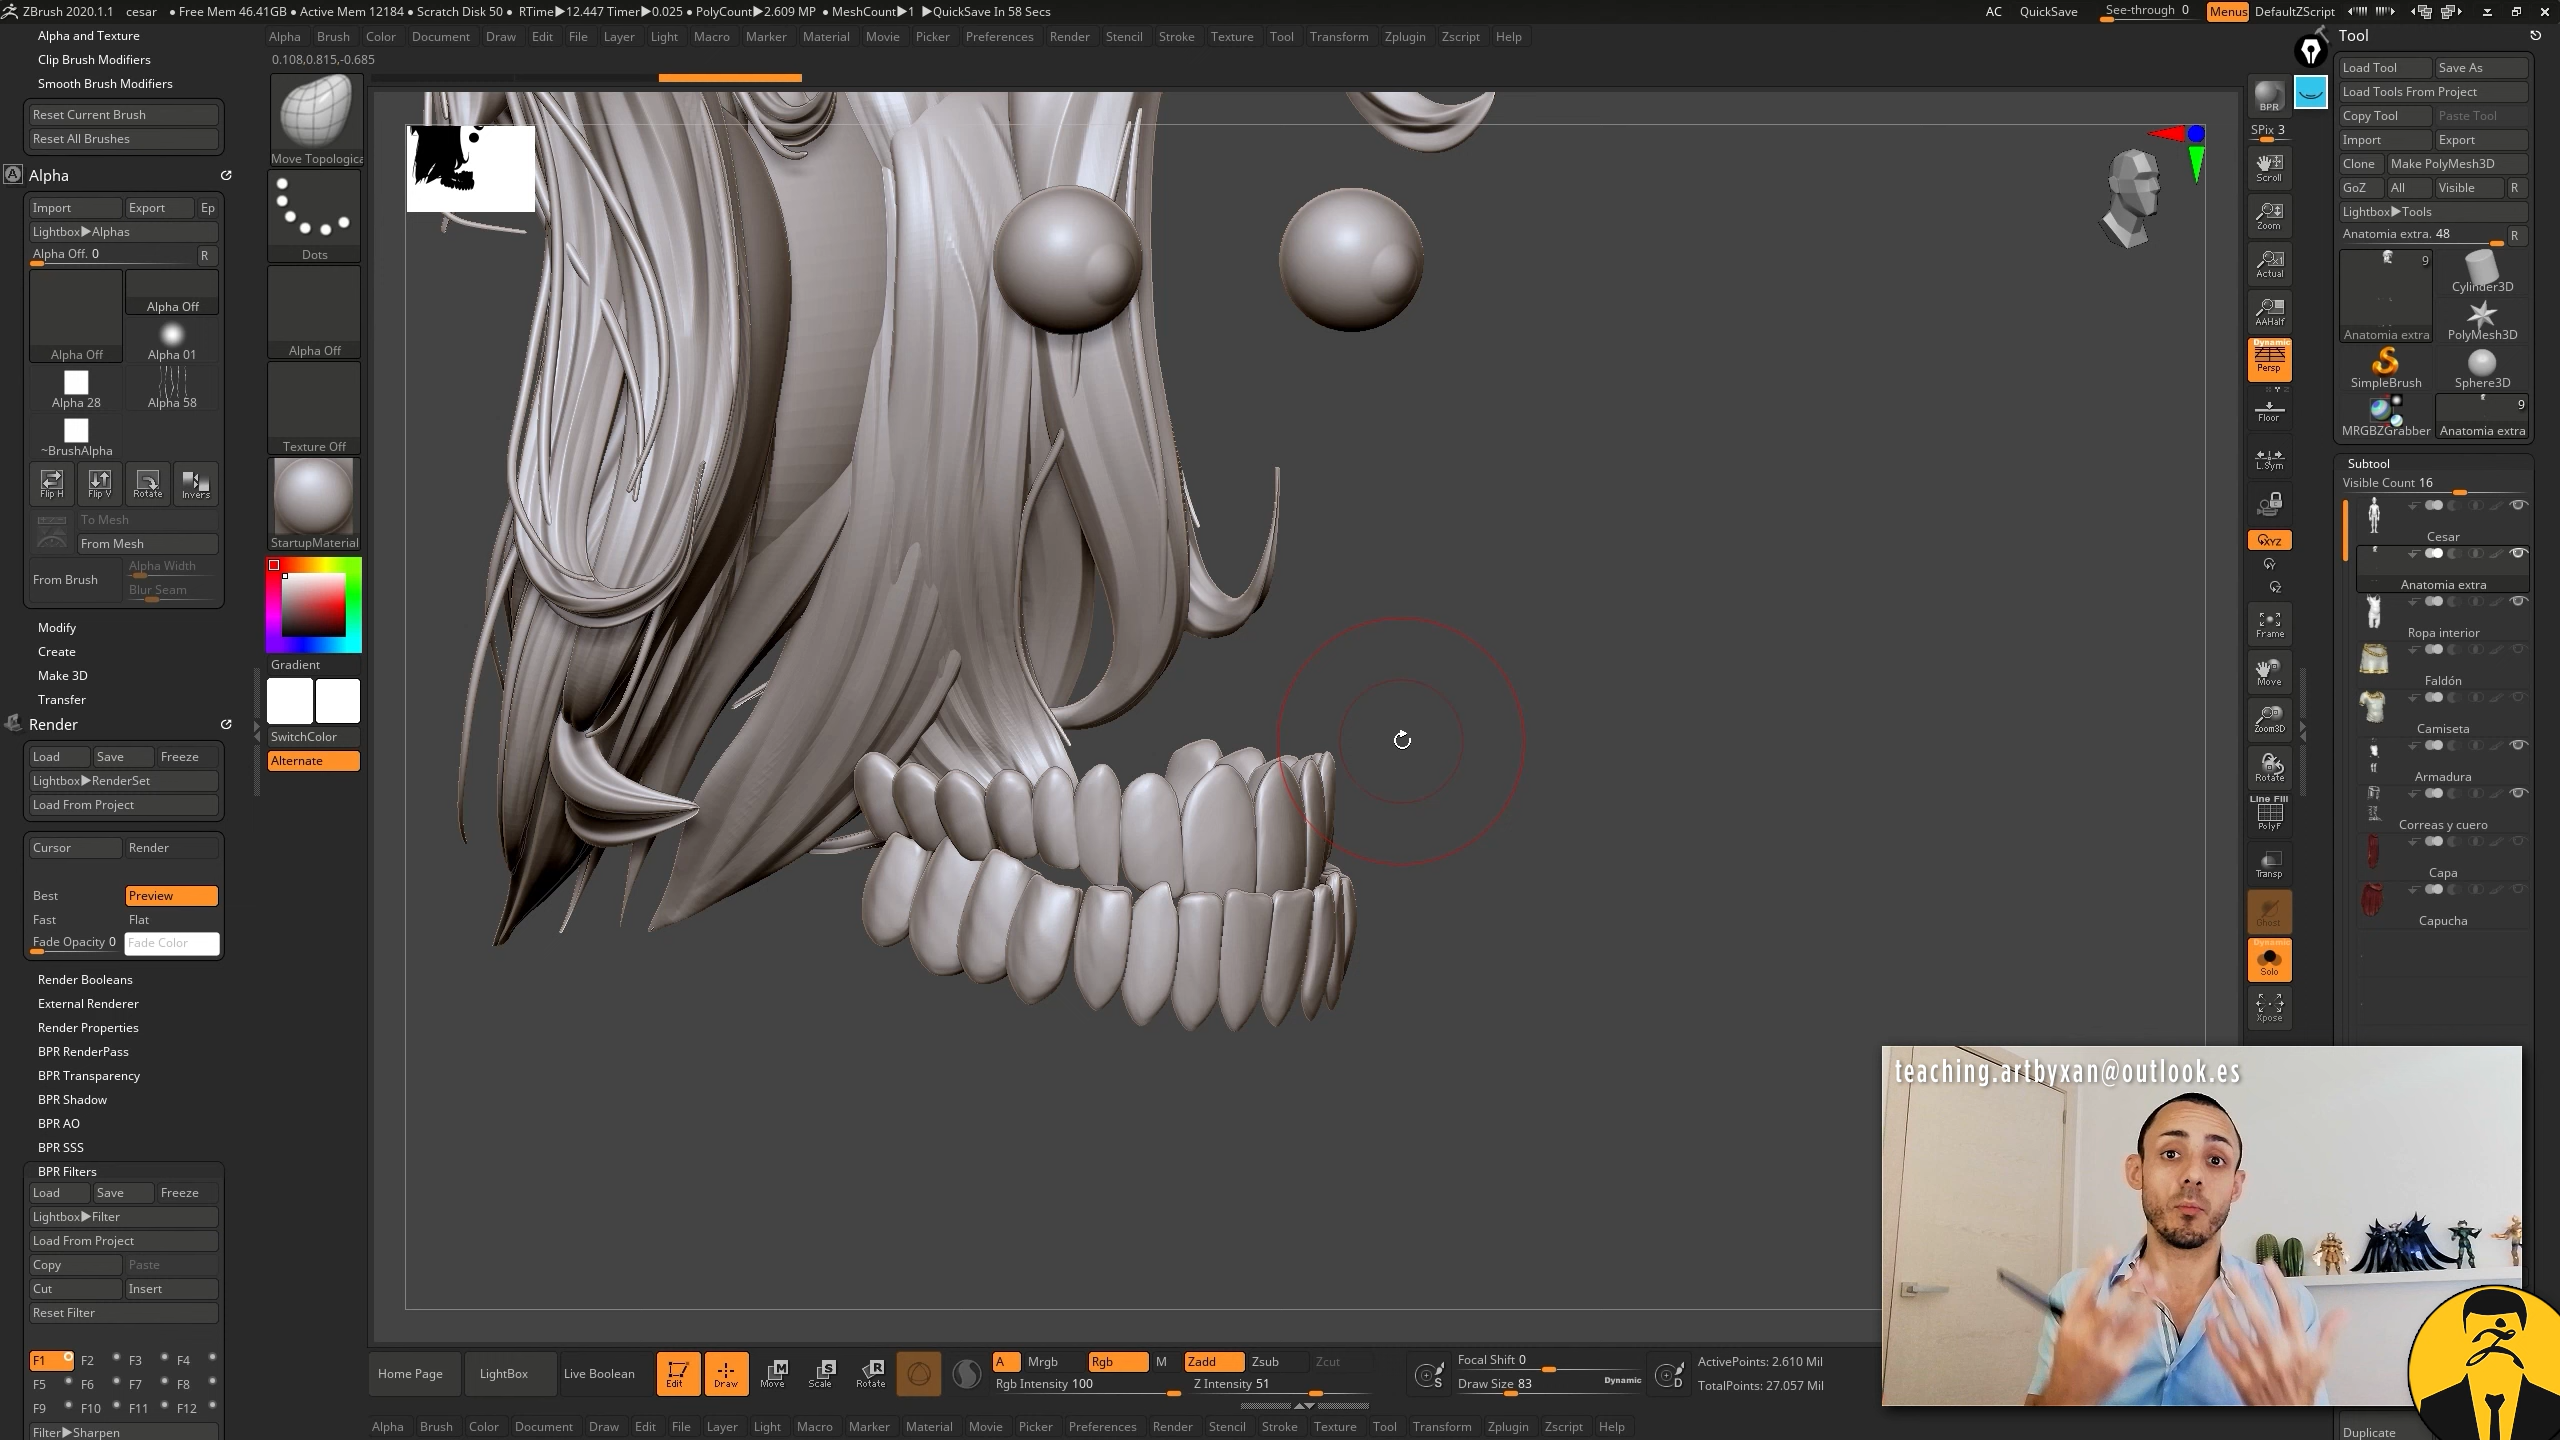 ZBrush 2020.1.1 cesar • Free Mem 46.41GB • Active Mem 12184 • Scratch Disk 50 • RTime▶12.447 Timer▶0.025 • PolyCount▶2.609 MP • MeshCount▶1 ▶QuickSave In 58 Secs AC QuickSave See-through 0 Menus DefaultZScript
Alpha Brush Color Document Draw Edit File Layer Light Macro Marker Material Movie Picker Preferences Render Stencil Stroke Texture Tool Transform Zplugin Zscript Help
0.108,0.815,-0.685
Alpha and Texture
Clip Brush Modifiers
Smooth Brush Modifiers
Reset Current Brush
Reset All Brushes
Alpha
Import Export Ep
Lightbox▶Alphas
Alpha Off. 0 R
Alpha Off
Alpha Off Alpha 01
Alpha 28 Alpha 58
~BrushAlpha
Flip H Flip V Rotate Invers
To Mesh
From Mesh
From Brush
Alpha Width
Blur Seam
Modify
Create
Make 3D
Transfer
Render
Load Save Freeze
Lightbox▶RenderSet
Load From Project
Cursor Render
Best Preview
Fast Flat
Fade Opacity 0 Fade Color
Render Booleans
External Renderer
Render Properties
BPR RenderPass
BPR Transparency
BPR Shadow
BPR AO
BPR SSS
BPR Filters
Load Save Freeze
Lightbox▶Filter
Load From Project
Copy Paste
Cut Insert
Reset Filter
F1 F2 F3 F4
F5 F6 F7 F8
F9 F10 F11 F12
Filter▶Sharpen
Move Topologica
Dots
Alpha Off
Texture Off
StartupMaterial
Gradient
SwitchColor
Alternate
BPR
SPix 3
Scroll
Zoom
Actual
AAHalf
Dynamic
Persp
Floor
L.Sym
XYZ
Frame
Move
Zoom3D
Rotate
Line Fill
PolyF
Transp
Ghost
Dynamic
Solo
Xpose
Tool
Load Tool Save As
Load Tools From Project
Copy Tool Paste Tool
Import Export
Clone Make PolyMesh3D
GoZ All Visible R
Lightbox▶Tools
Anatomia extra. 48 R
9
Cylinder3D
Anatomia extra PolyMesh3D
SimpleBrush Sphere3D
9
MRGBZGrabber Anatomia extra
Subtool
Visible Count 16
Cesar
Anatomia extra
Ropa interior
Faldón
Camiseta
Armadura
Correas y cuero
Capa
Capucha
Duplicate
teaching.artbyxan@outlook.es
Home Page LightBox Live Boolean Edit Draw Move Scale Rotate
A Mrgb Rgb M Zadd Zsub Zcut
Rgb Intensity 100 Z Intensity 51
S
Focal Shift 0
Draw Size 83 Dynamic
D
ActivePoints: 2.610 Mil
TotalPoints: 27.057 Mil
Alpha Brush Color Document Draw Edit File Layer Light Macro Marker Material Movie Picker Preferences Render Stencil Stroke Texture Tool Transform Zplugin Zscript Help